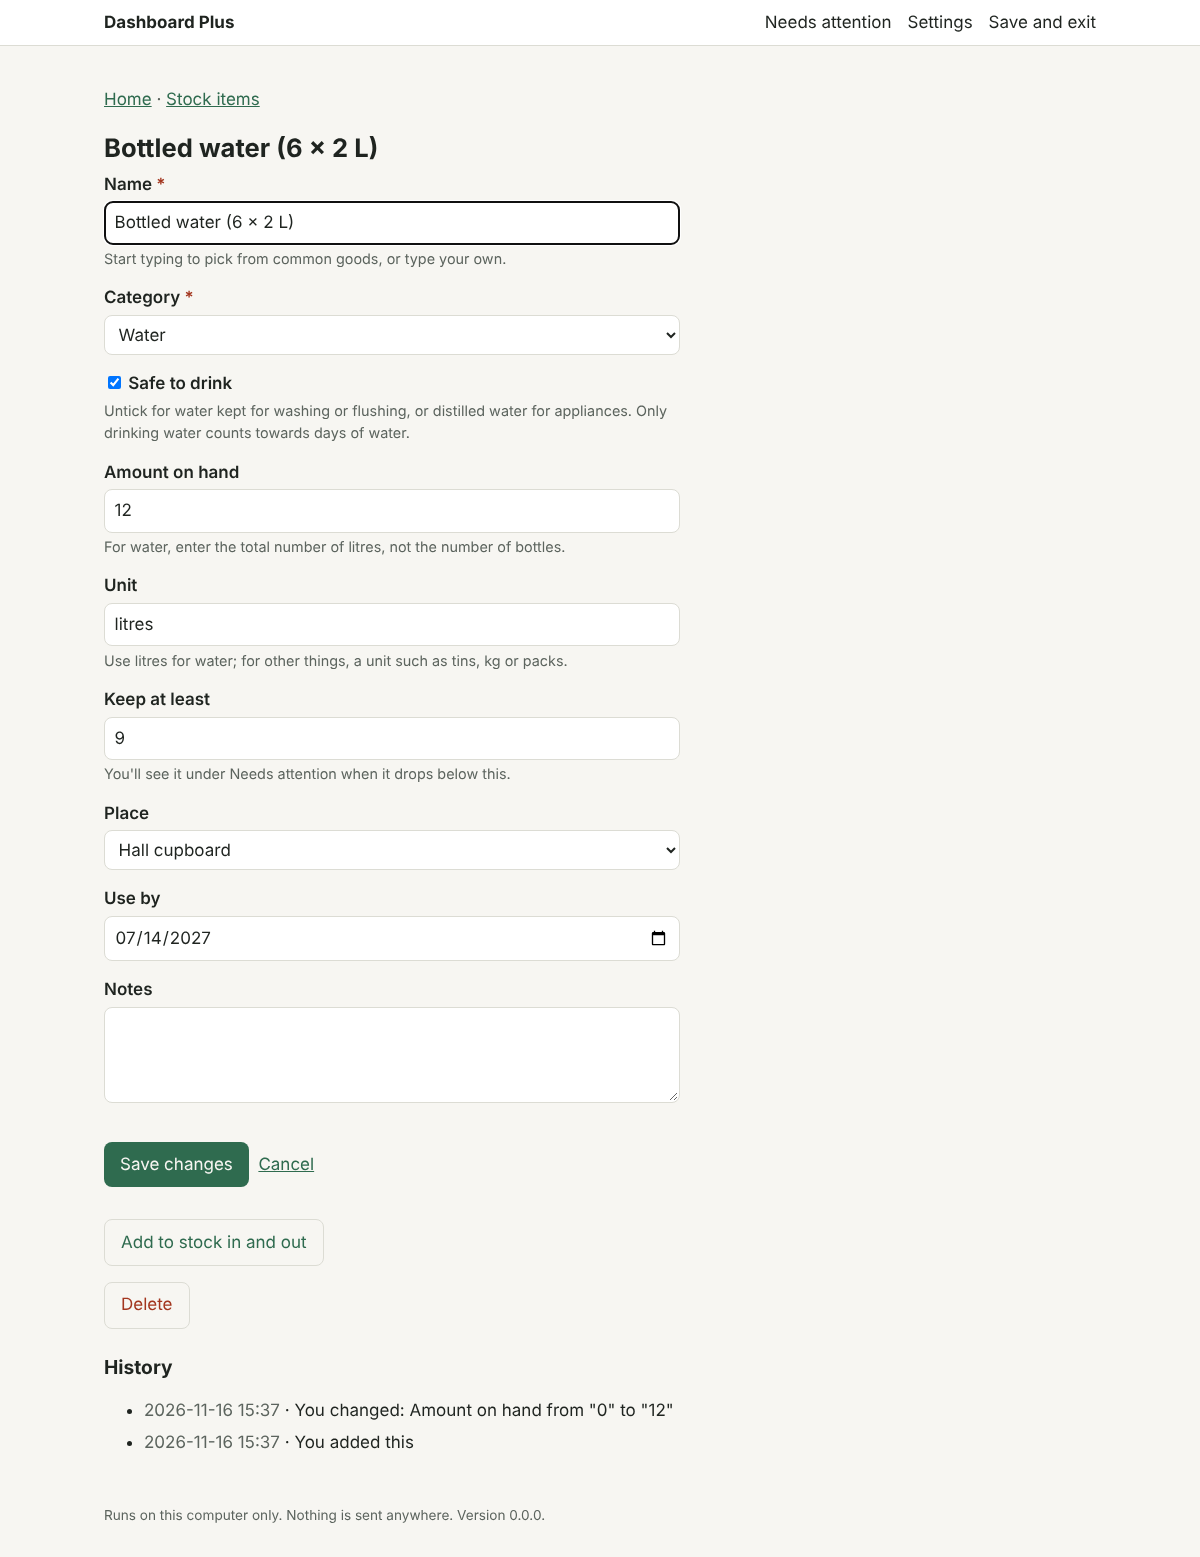 Dashboard Plus
Needs attention Settings Save and exit
Home · Stock items
Bottled water (6 × 2 L)
Name *
Bottled water (6 × 2 L)
Start typing to pick from common goods, or type your own.
Category *
Water
Safe to drink
Untick for water kept for washing or flushing, or distilled water for appliances. Only
drinking water counts towards days of water.
Amount on hand
12
For water, enter the total number of litres, not the number of bottles.
Unit
litres
Use litres for water; for other things, a unit such as tins, kg or packs.
Keep at least
9
You'll see it under Needs attention when it drops below this.
Place
Hall cupboard
Use by
07/14/2027
Notes
Save changes Cancel
Add to stock in and out
Delete
History
• 2026-11-16 15:37 · You changed: Amount on hand from "0" to "12"
• 2026-11-16 15:37 · You added this
Runs on this computer only. Nothing is sent anywhere. Version 0.0.0.